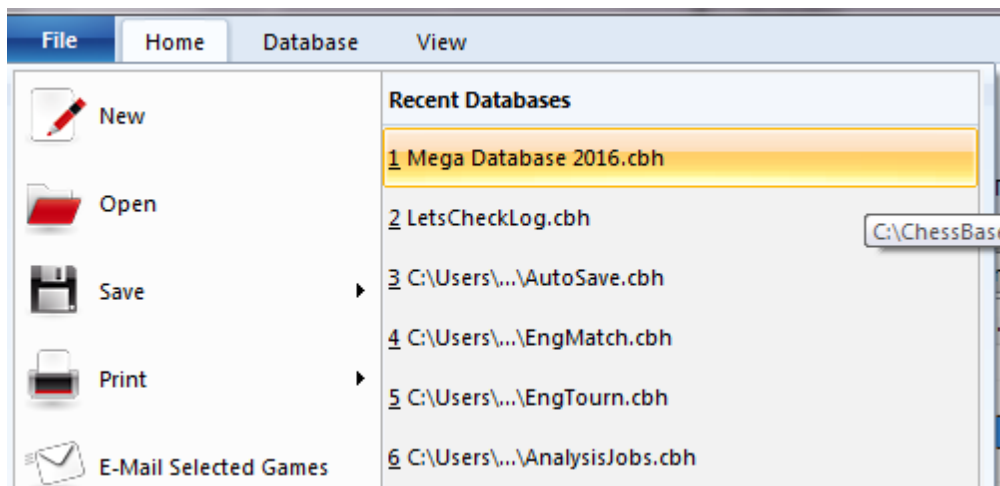 File Home Database View
New
Open
Save
Print
E-Mail Selected Games
Recent Databases
1 Mega Database 2016.cbh
2 LetsCheckLog.cbh
C:\ChessBase
3 C:\Users\...\AutoSave.cbh
4 C:\Users\...\EngMatch.cbh
5 C:\Users\...\EngTourn.cbh
6 C:\Users\...\AnalysisJobs.cbh